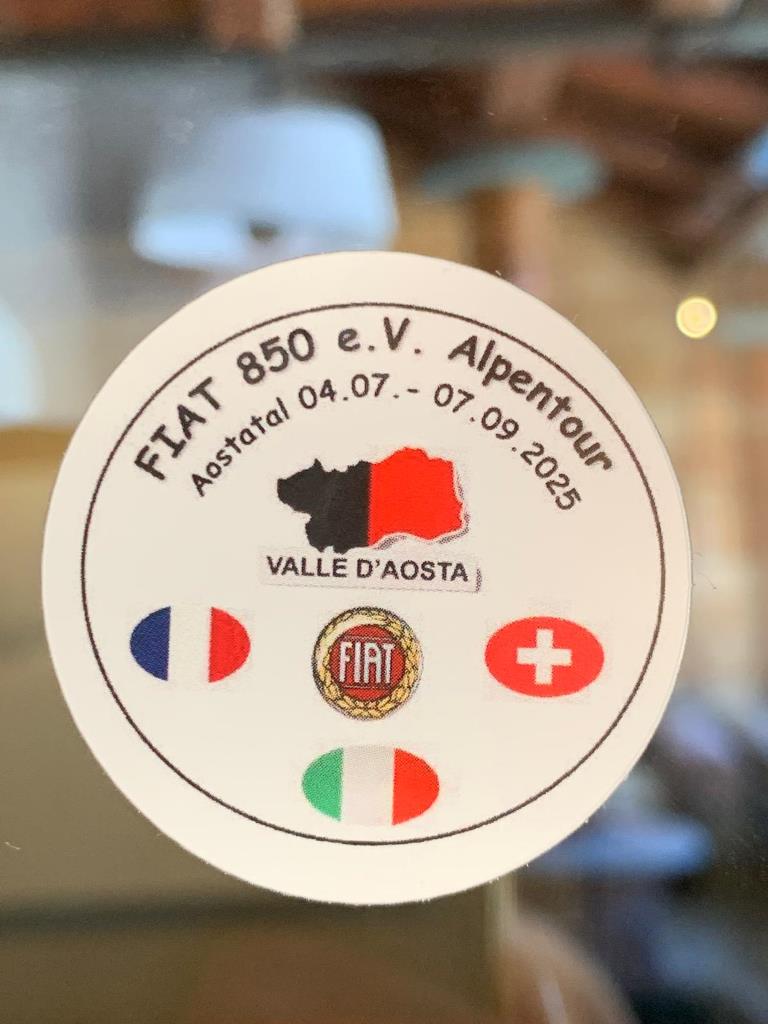 FIAT 850 e.V. Alpentour
Aostatal 04.07.- 07.09.2025
VALLE D'AOSTA
FIAT